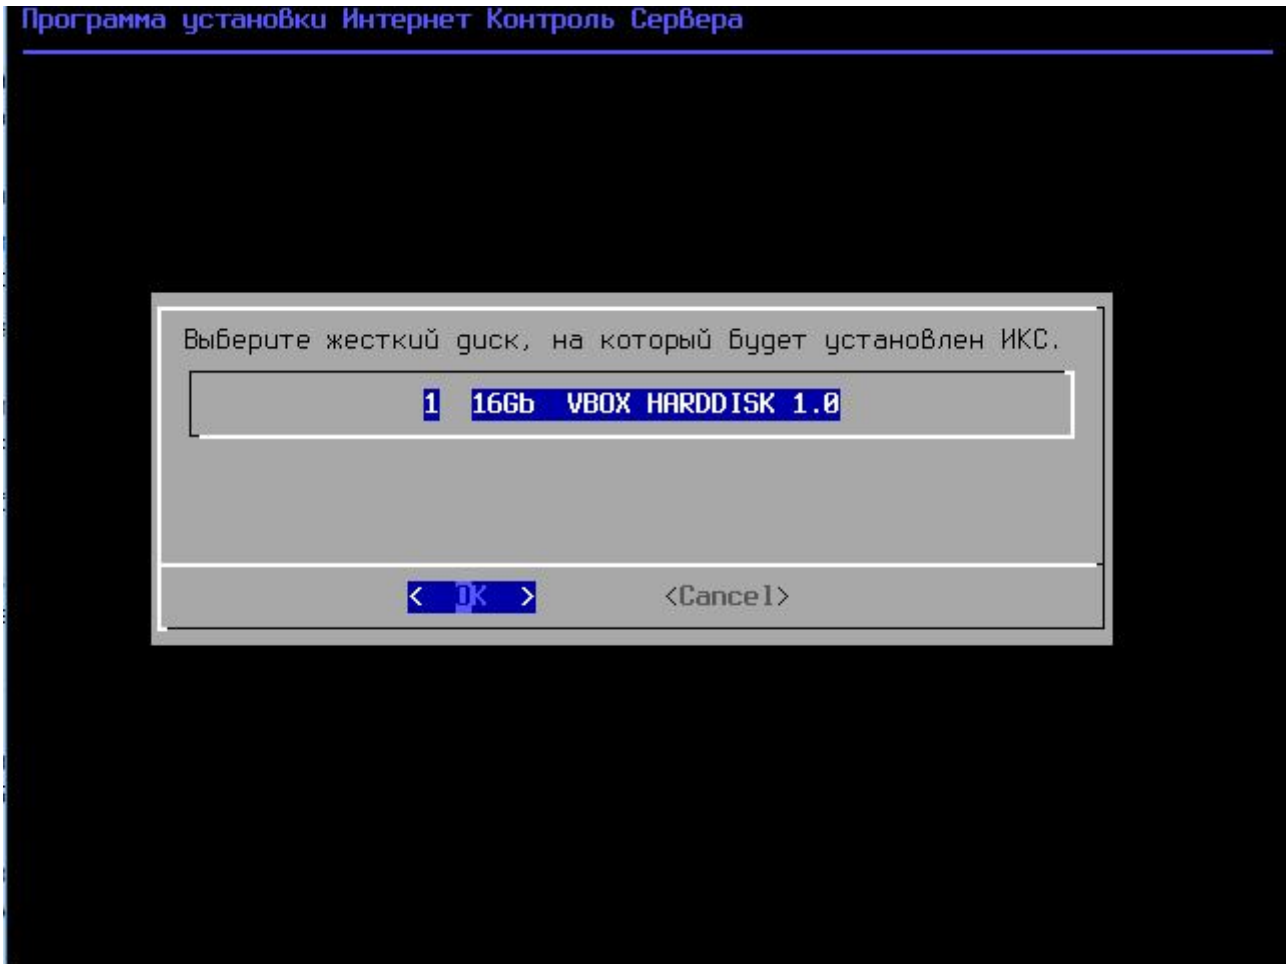 Программа установки Интернет Контроль Сервера
Выберите жесткий диск, на который будет установлен ИКС.
1 16Gb VBOX HARDDISK 1.0
< OK > <Cancel>